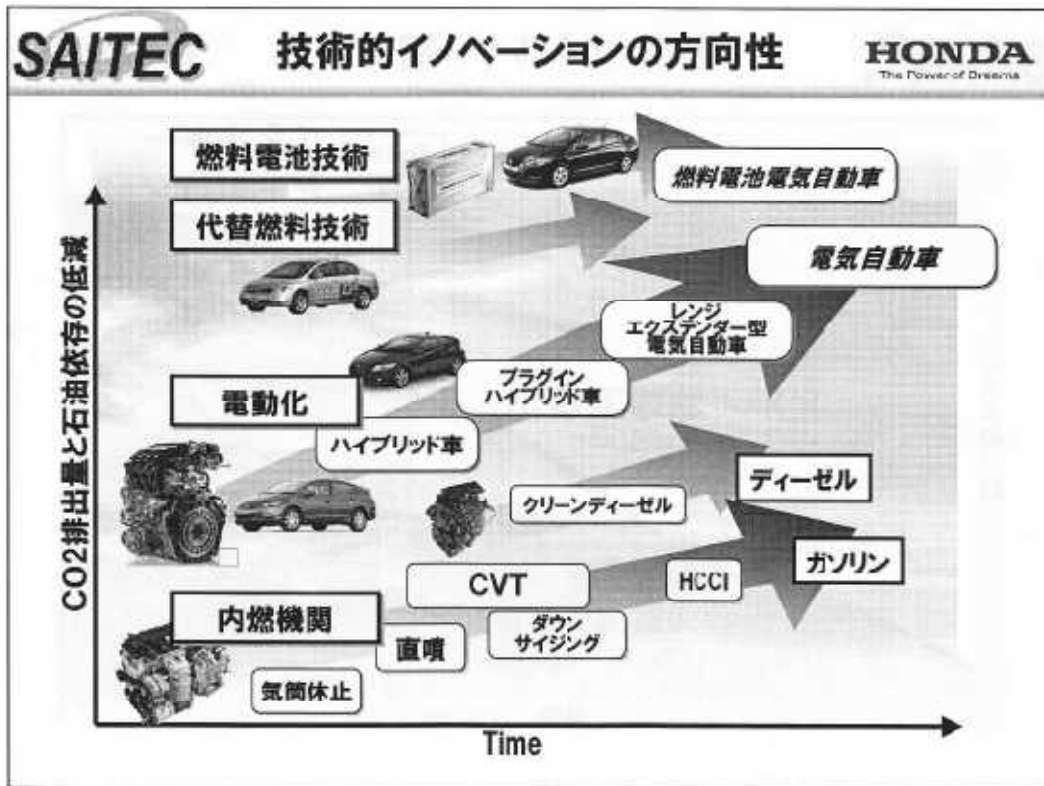 SAITEC
技術的イノベーションの方向性
HONDA
The Power of Dreams
燃料電池技術
燃料電池電気自動車
代替燃料技術
電気自動車
レンジ
エクステンダー型
電気自動車
プラグイン
ハイブリッド車
電動化
ハイブリッド車
クリーンディーゼル
ディーゼル
ガソリン
CVT
HCCI
内燃機関
ダウン
サイジング
直噴
気筒休止
CO2排出量と石油依存の低減
Time